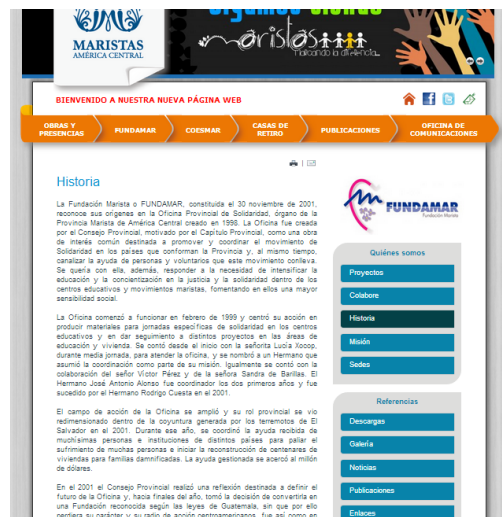 MARISTAS
AMÉRICA CENTRAL
maristas
BIENVENIDO A NUESTRA NUEVA PÁGINA WEB
OBRAS Y
PRESENCIAS
FUNDAMAR
COESMAR
CASAS DE
RETIRO
PUBLICACIONES
OFICINA DE
COMUNICACIONES
Historia
La Fundación Marista o FUNDAMAR, constituida el 30 noviembre de 2001,
reconoce sus orígenes en la Oficina Provincial de Solidaridad, órgano de la
Provincia Marista de América Central creado en 1998. La Oficina fue creada
por el Consejo Provincial, motivado por el Capítulo Provincial, como una obra
de interés común destinada a promover y coordinar el movimiento de
Solidaridad en los países que conforman la Provincia y, al mismo tiempo,
canalizar la ayuda de personas y voluntarios que este movimiento conlleva.
Se quería con ella, además, responder a la necesidad de intensificar la
educación y la concientización en la justicia y la solidaridad dentro de los
centros educativos y movimientos maristas, fomentando en ellos una mayor
sensibilidad social.
La Oficina comenzó a funcionar en febrero de 1999 y centró su acción en
producir materiales para jornadas específicas de solidaridad en los centros
educativos y en dar seguimiento a distintos proyectos en las áreas de
educación y vivienda. Se contó desde el inicio con la señorita Lucía Xocop,
durante media jornada, para atender la oficina, y se nombró a un Hermano que
asumió la coordinación como parte de su misión. Igualmente se contó con la
colaboración del señor Víctor Pérez y de la señora Sandra de Barillas. El
Hermano José Antonio Alonso fue coordinador los dos primeros años y fue
sucedido por el Hermano Rodrigo Cuesta en el 2001.
El campo de acción de la Oficina se amplió y su rol provincial se vio
redimensionado dentro de la coyuntura generada por los terremotos de El
Salvador en el 2001. Durante ese año, se coordinó la ayuda recibida de
muchísimas personas e instituciones de distintos países para paliar el
sufrimiento de muchas personas e iniciar la reconstrucción de centenares de
viviendas para familias damnificadas. La ayuda gestionada se acercó al millón
de dólares.
En el 2001 el Consejo Provincial realizó una reflexión destinada a definir el
futuro de la Oficina y, hacia finales del año, tomó la decisión de convertirla en
una Fundación reconocida según las leyes de Guatemala, sin que por ello
perdiera su carácter y su radio de acción centroamericanos, fue así como en
FUNDAMAR
Fundación Marista
Quiénes somos
Proyectos
Colabore
Historia
Misión
Sedes
Referencias
Descargas
Galería
Noticias
Publicaciones
Enlaces